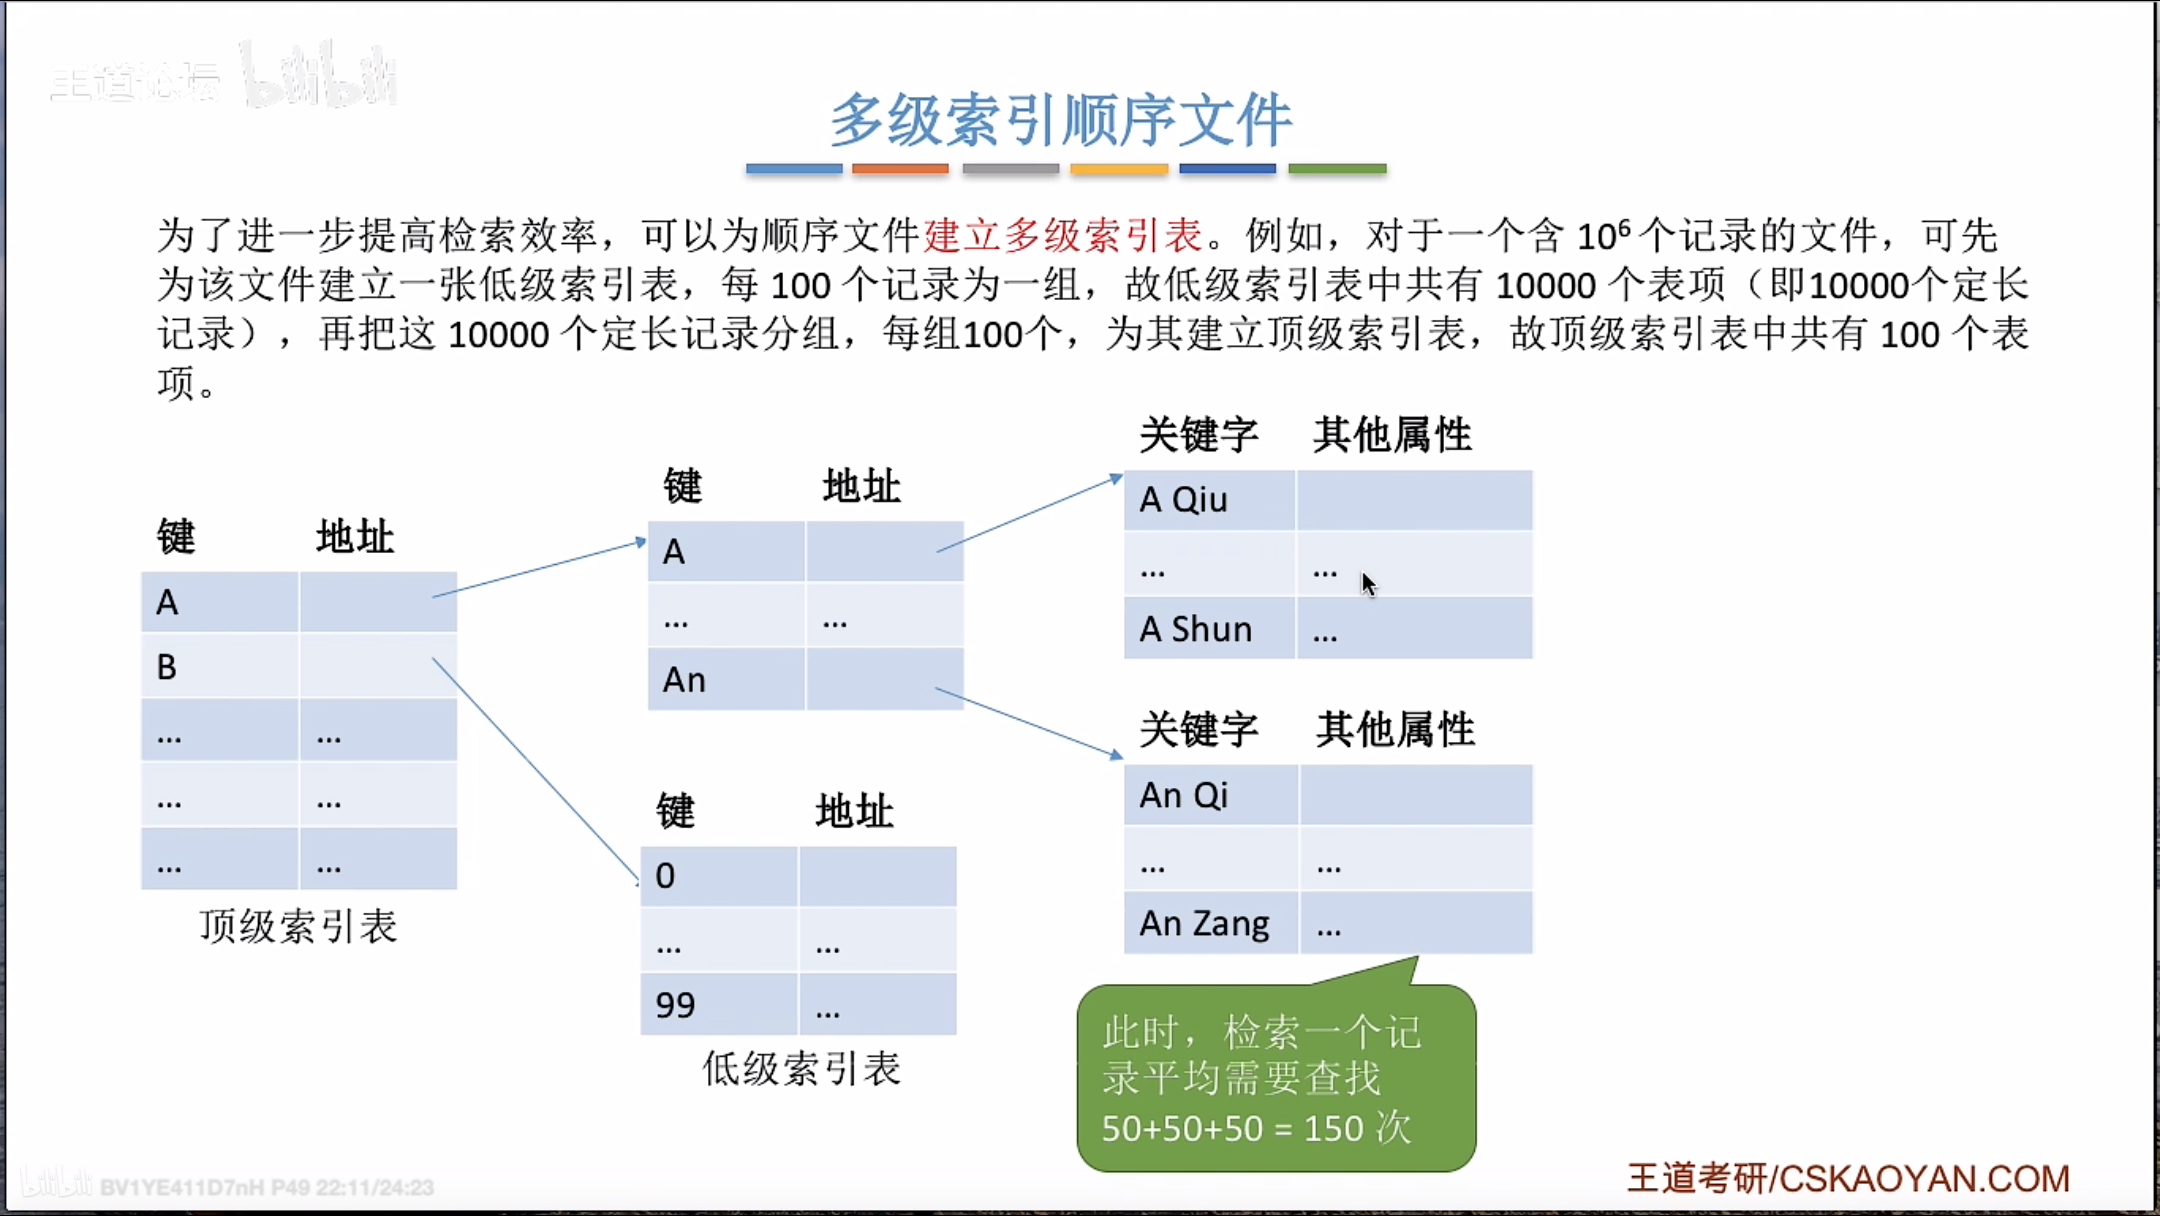 王道论坛 bilibili
多级索引顺序文件
为了进一步提高检索效率，可以为顺序文件建立多级索引表。例如，对于一个含 10⁶ 个记录的文件，可先
为该文件建立一张低级索引表，每 100 个记录为一组，故低级索引表中共有 10000 个表项（即10000个定长
记录），再把这 10000 个定长记录分组，每组100个，为其建立顶级索引表，故顶级索引表中共有 100 个表
项。
键 地址
A
B
... ...
... ...
... ...
顶级索引表
键 地址
A
... ...
An
键 地址
0
... ...
99 ...
低级索引表
关键字 其他属性
A Qiu
... ...
A Shun ...
关键字 其他属性
An Qi
... ...
An Zang ...
此时，检索一个记
录平均需要查找
50+50+50 = 150 次
bilibili BV1YE411D7nH P49 22:11/24:23
王道考研/CSKAOYAN.COM